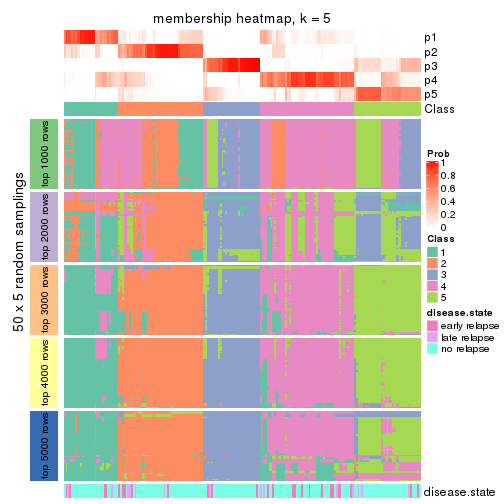 membership heatmap, k = 5
p1
p2
p3
p4
p5
Class
50 x 5 random samplings
top 1000 rows
top 2000 rows
top 3000 rows
top 4000 rows
top 5000 rows
disease.state
Prob
1
0.8
0.6
0.4
0.2
0
Class
1
2
3
4
5
disease.state
early relapse
late relapse
no relapse